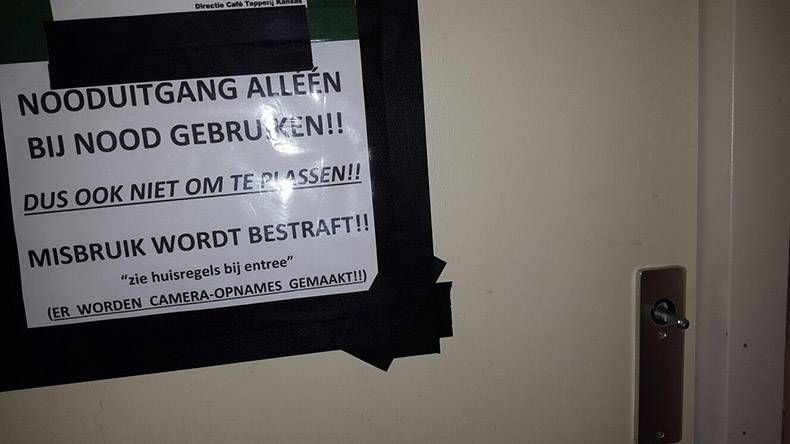 Directie Café Tapperij Kansas
NOODUITGANG ALLÉÉN
BIJ NOOD GEBRUIKEN!!
DUS OOK NIET OM TE PLASSEN!!
MISBRUIK WORDT BESTRAFT!!
“zie huisregels bij entree”
(ER WORDEN CAMERA-OPNAMES GEMAAKT!!)